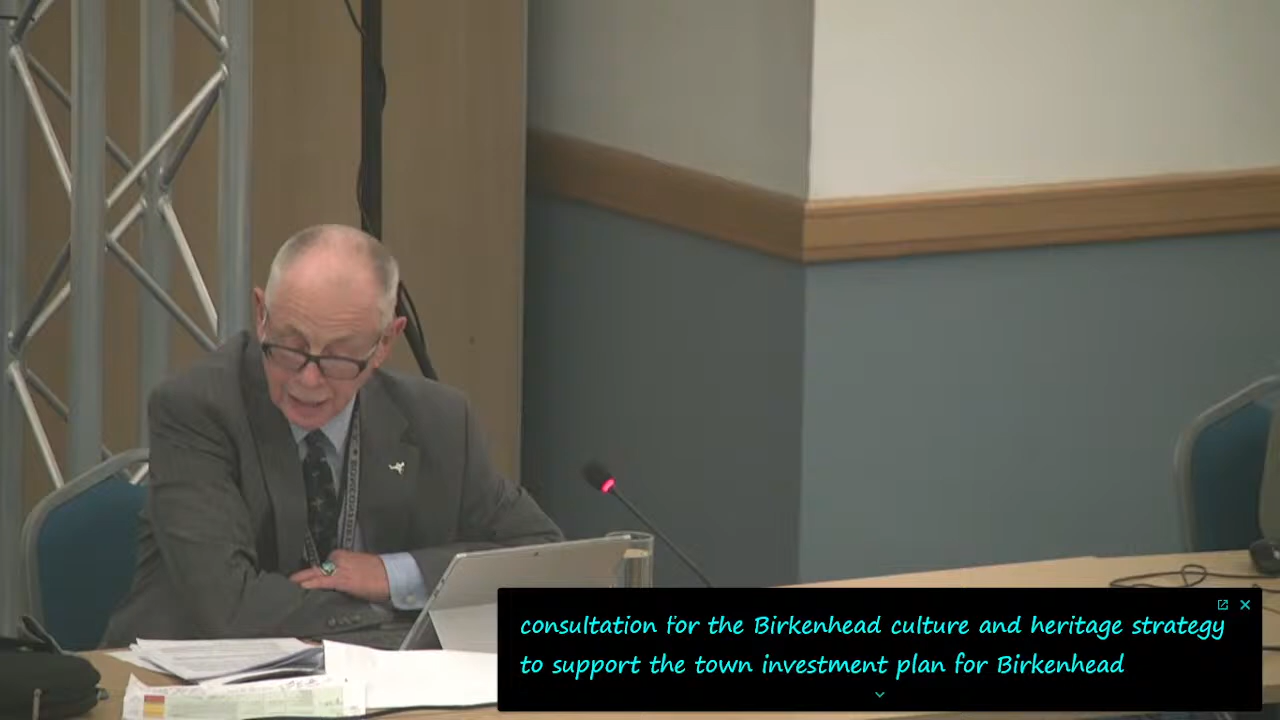 consultation for the Birkenhead culture and heritage strategy
to support the town investment plan for Birkenhead